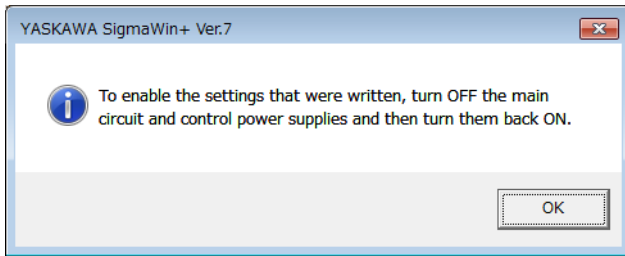 YASKAWA SigmaWin+ Ver.7
To enable the settings that were written, turn OFF the main
circuit and control power supplies and then turn them back ON.
OK